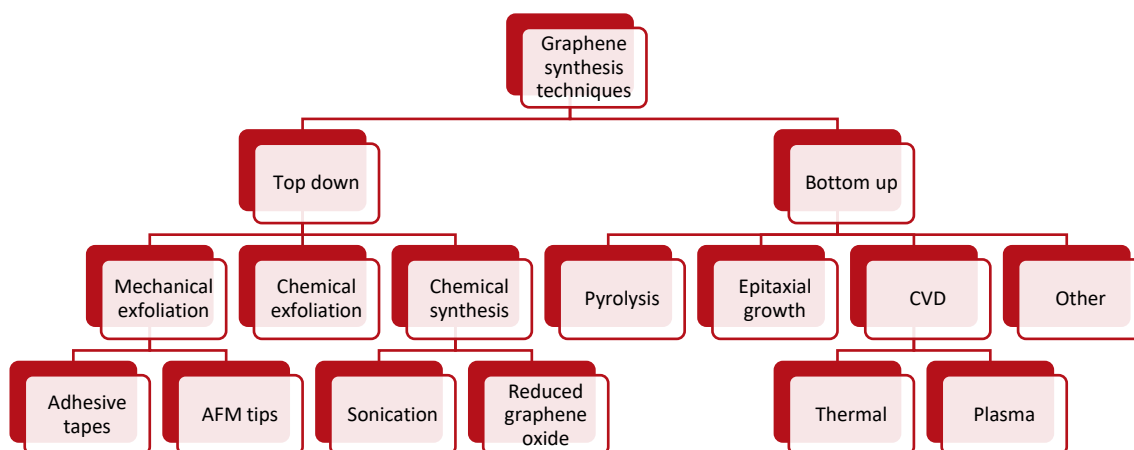 Graphene
synthesis
techniques
Top down
Bottom up
Mechanical
exfoliation
Chemical
exfoliation
Chemical
synthesis
Pyrolysis
Epitaxial
growth
CVD
Other
Adhesive
tapes
AFM tips
Sonication
Reduced
graphene
oxide
Thermal
Plasma